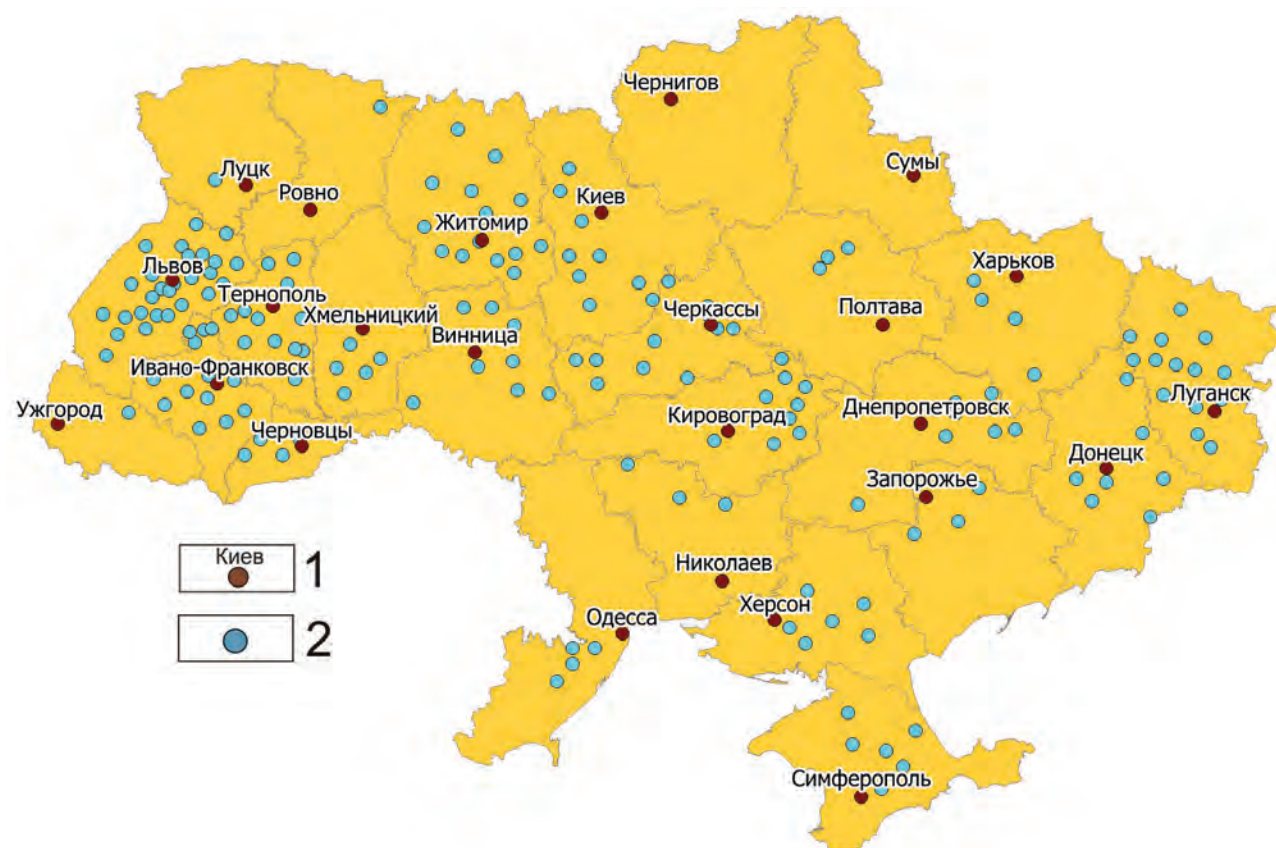 Чернигов
Сумы
Луцк
Ровно
Киев
Житомир
Львов
Харьков
Тернополь
Хмельницкий
Черкассы
Полтава
Винница
Ивано-Франковск
Луганск
Ужгород
Днепропетровск
Кировоград
Черновцы
Донецк
Запорожье
Киев 1
Николаев
Херсон
Одесса
2
Симферополь